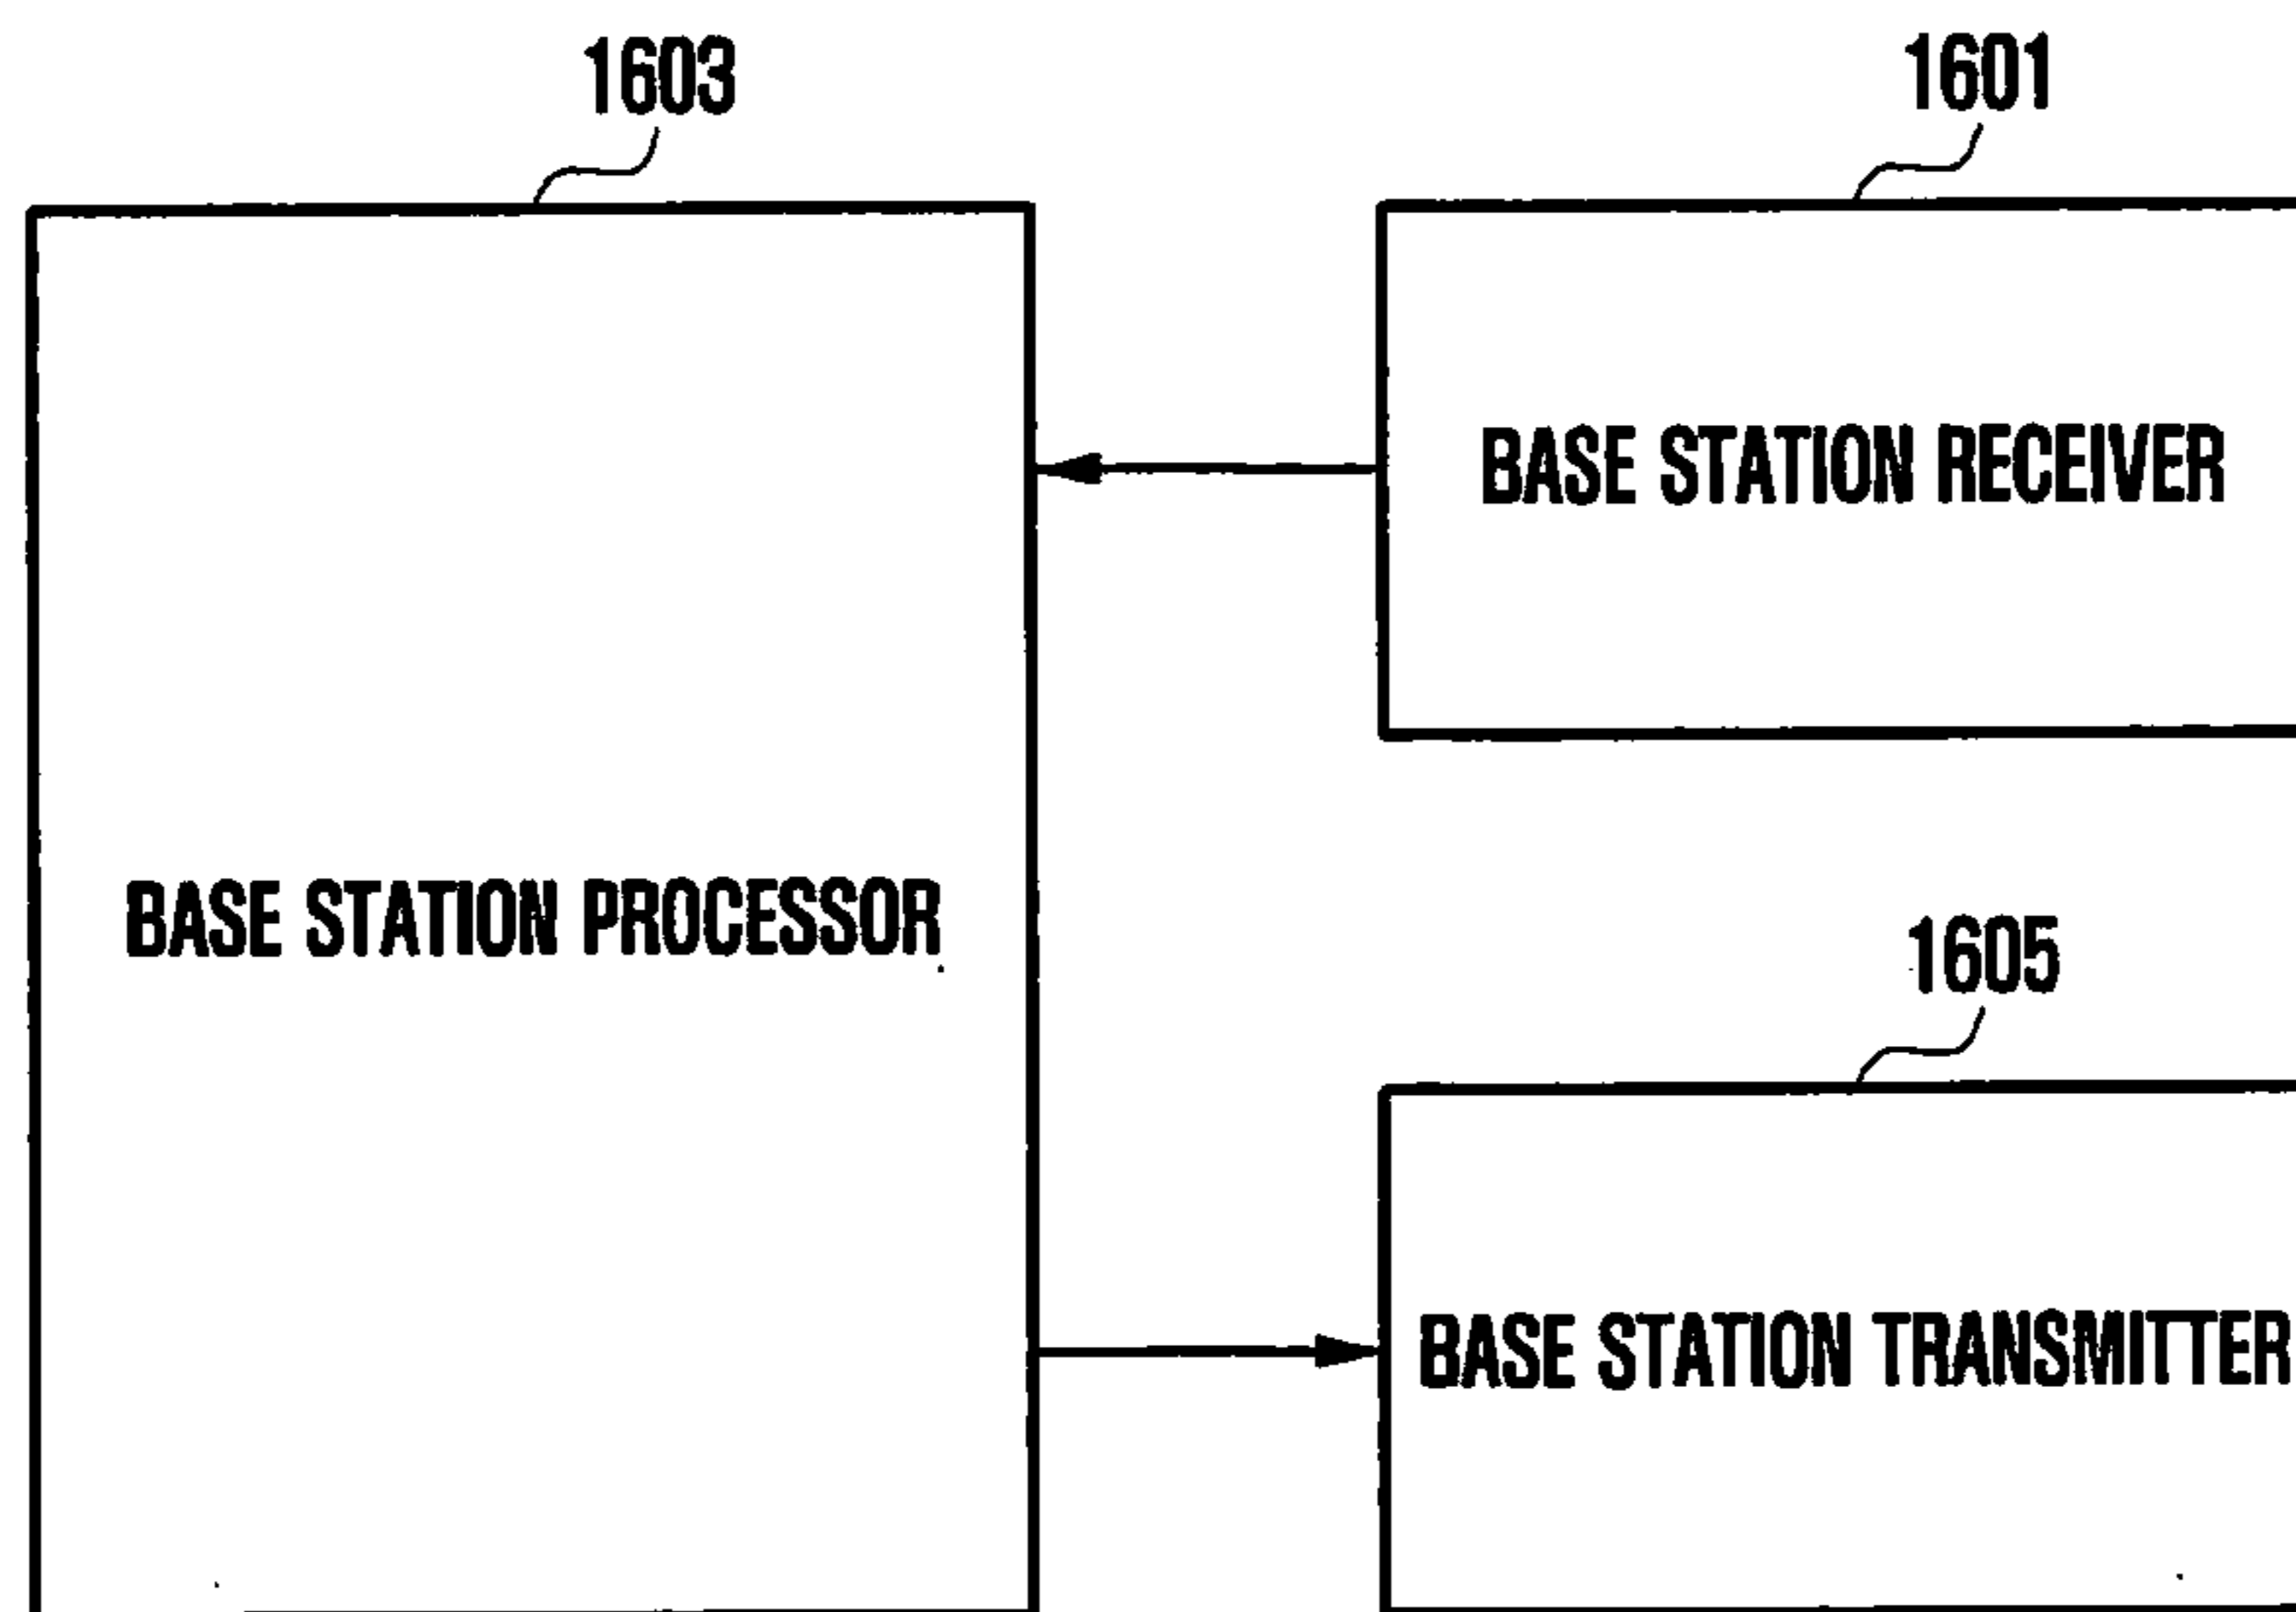 1603
1601
BASE STATION RECEIVER
BASE STATION PROCESSOR
1605
BASE STATION TRANSMITTER